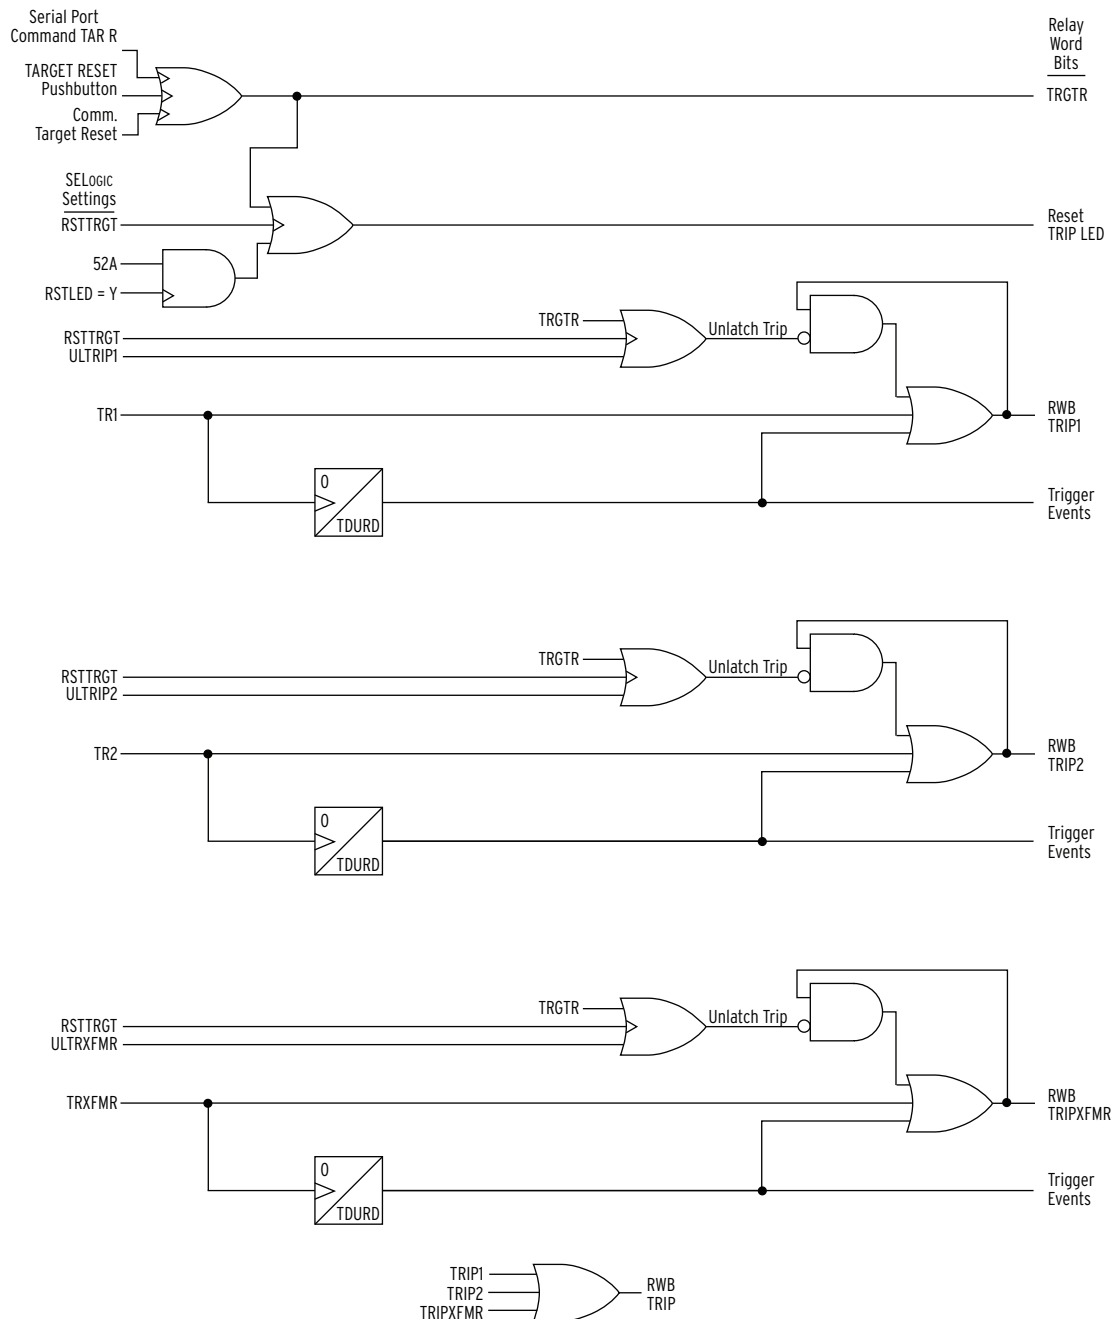 Serial Port
Command TAR R
TARGET RESET
Pushbutton
Comm.
Target Reset
Relay
Word
Bits
TRGTR
SELOGIC
Settings
RSTTRGT
52A
RSTLED = Y
Reset
TRIP LED
TRGTR
RSTTRGT
ULTRIP1
Unlatch Trip
TR1
RWB
TRIP1
0
TDURD
Trigger
Events
TRGTR
RSTTRGT
ULTRIP2
Unlatch Trip
TR2
RWB
TRIP2
0
TDURD
Trigger
Events
TRGTR
RSTTRGT
ULTRXFMR
Unlatch Trip
TRXFMR
RWB
TRIPXFMR
0
TDURD
Trigger
Events
TRIP1
TRIP2
TRIPXFMR
RWB
TRIP